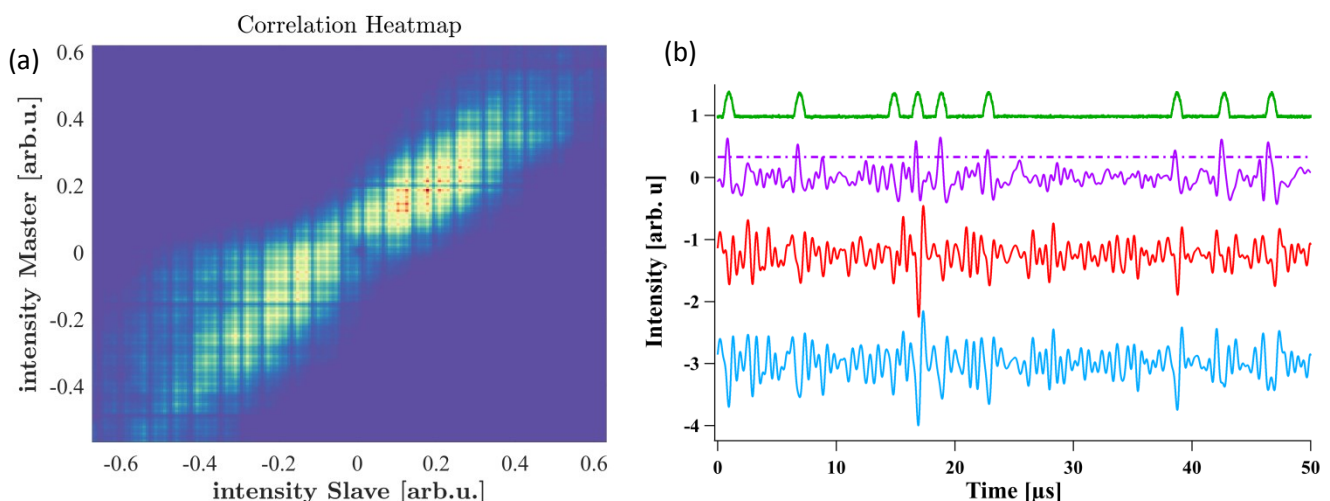 Correlation Heatmap
(a)
0.6
0.4
0.2
0
-0.2
-0.4
intensity Master [arb.u.]
-0.6 -0.4 -0.2 0 0.2 0.4 0.6
intensity Slave [arb.u.]
(b)
1
0
-1
-2
-3
-4
Intensity [arb. u]
0 10 20 30 40 50
Time [µs]